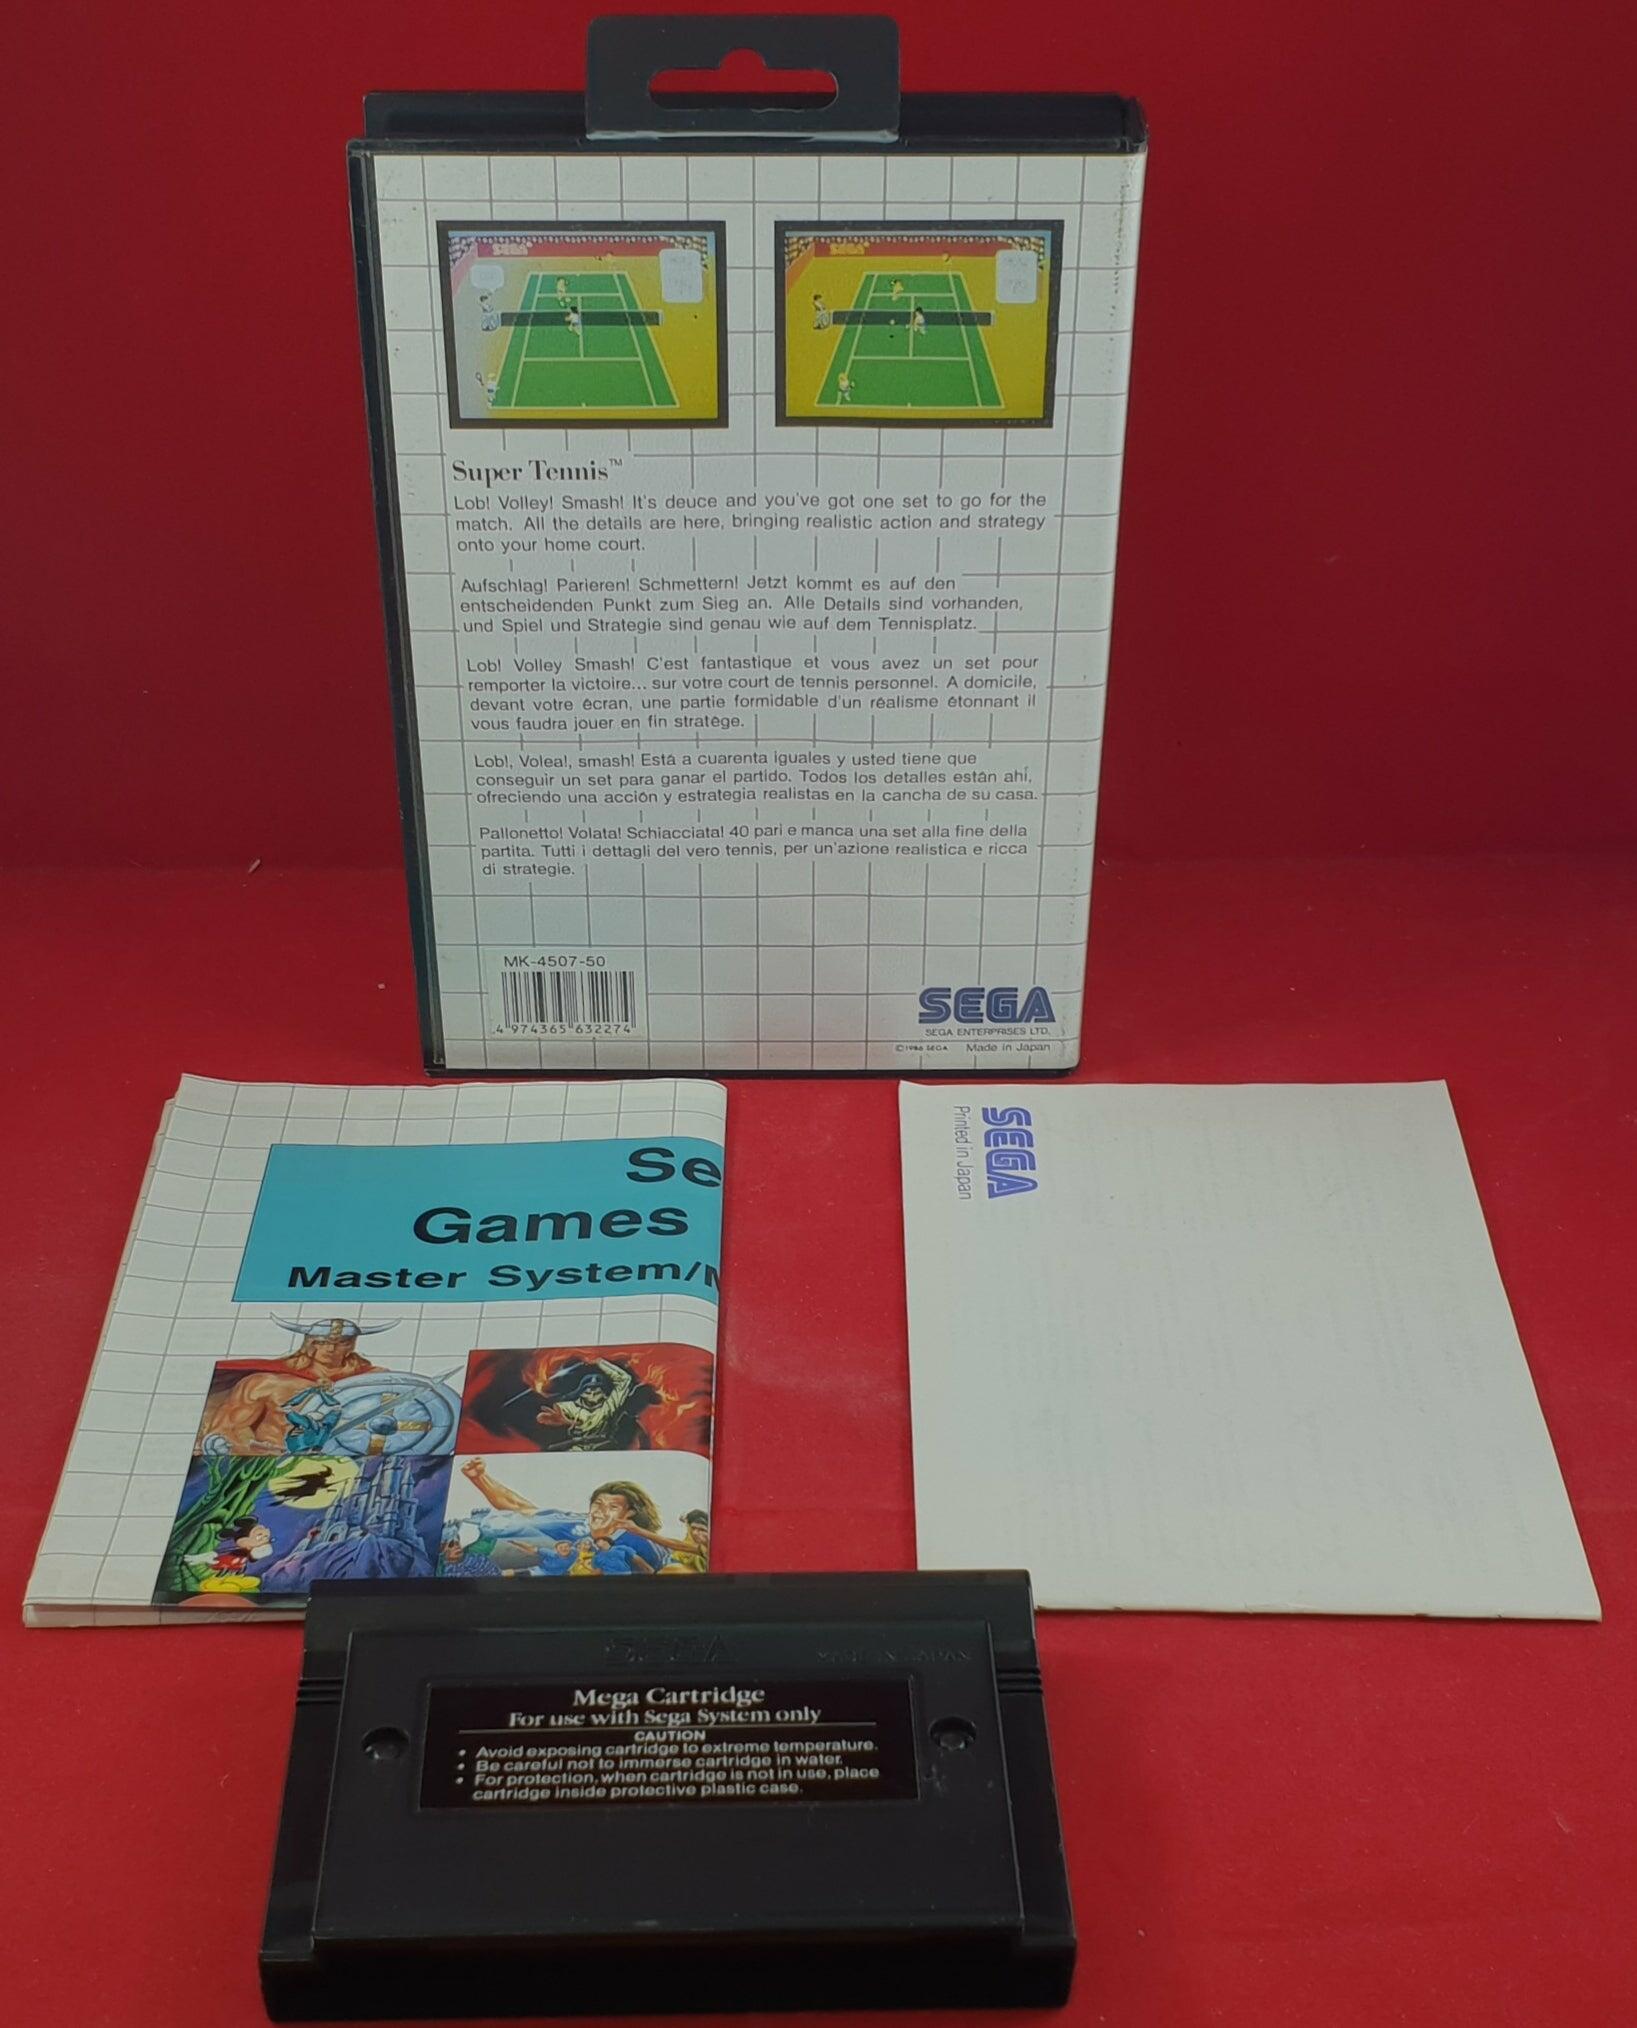 SEGA
SEGA
Super Tennis™
Lob! Volley! Smash! It's deuce and you've got one set to go for the
match. All the details are here, bringing realistic action and strategy
onto your home court.
Aufschlag! Parieren! Schmettern! Jetzt kommt es auf den
entscheidenden Punkt zum Sieg an. Alle Details sind vorhanden,
und Spiel und Strategie sind genau wie auf dem Tennisplatz.
Lob! Volley Smash! C'est fantastique et vous avez un set pour
remporter la victoire... sur votre court de tennis personnel. A domicile,
devant votre écran, une partie formidable d'un réalisme étonnant il
vous faudra jouer en fin stratège.
Lob!, Volea!, smash! Está a cuarenta iguales y usted tiene que
conseguir un set para ganar el partido. Todos los detalles están ahí,
ofreciendo una acción y estrategia realistas en la cancha de su casa.
Pallonetto! Volata! Schiacciata! 40 pari e manca una set alla fine della
partita. Tutti i dettagli del vero tennis, per un'azione realistica e ricca
di strategie.
MK-4507-50
4 974365 632274
SEGA
SEGA ENTERPRISES LTD.
©1986 SEGA Made in Japan
Se
Games
Master System/M
SEGA
Printed in Japan
SEGA
MADE IN JAPAN
Mega Cartridge
For use with Sega System only
CAUTION
• Avoid exposing cartridge to extreme temperature.
• Be careful not to immerse cartridge in water.
• For protection, when cartridge is not in use, place
cartridge inside protective plastic case.